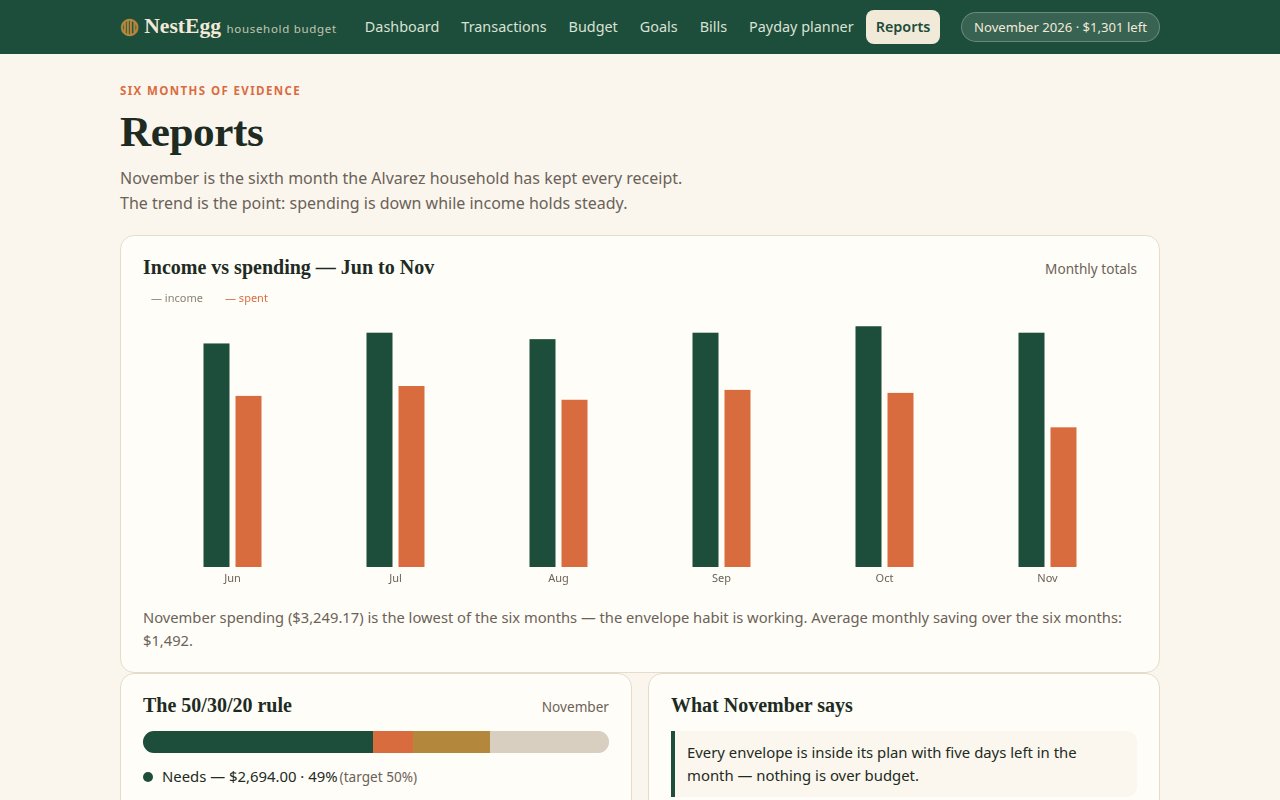 NestEgg household budget Dashboard Transactions Budget Goals Bills Payday planner Reports November 2026 · $1,301 left
SIX MONTHS OF EVIDENCE
Reports
November is the sixth month the Alvarez household has kept every receipt.
The trend is the point: spending is down while income holds steady.
Income vs spending — Jun to Nov Monthly totals
— income — spent
Jun Jul Aug Sep Oct Nov
November spending ($3,249.17) is the lowest of the six months — the envelope habit is working. Average monthly saving over the six months:
$1,492.
The 50/30/20 rule November
Needs — $2,694.00 · 49% (target 50%)
What November says
Every envelope is inside its plan with five days left in the
month — nothing is over budget.